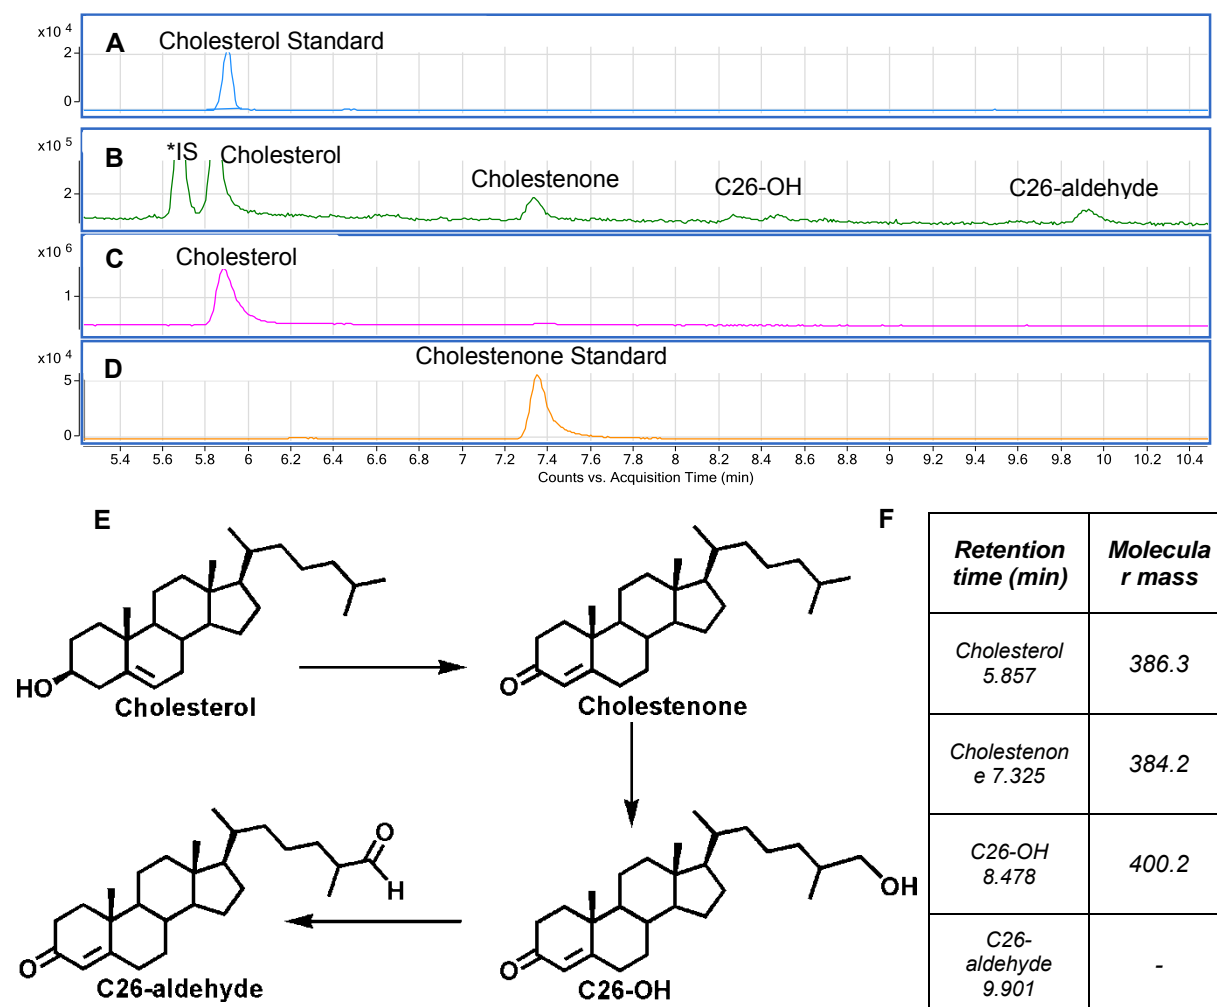 A
x10 4
Cholesterol Standard
2
0
B
x10 5
*IS
Cholesterol
Cholestenone
C26-OH
C26-aldehyde
2
C
x10 6
Cholesterol
1
D
x10 4
Cholestenone Standard
5
0
5.4 5.6 5.8 6 6.2 6.4 6.6 6.8 7 7.2 7.4 7.6 7.8 8 8.2 8.4 8.6 8.8 9 9.2 9.4 9.6 9.8 10 10.2 10.4
Counts vs. Acquisition Time (min)
E
HO
Cholesterol
O
Cholestenone
O
H
O
C26-aldehyde
OH
O
C26-OH
F
Retention
time (min)
Molecula
r mass
Cholesterol
5.857
386.3
Cholestenon
e 7.325
384.2
C26-OH
8.478
400.2
C26-
aldehyde
9.901
-